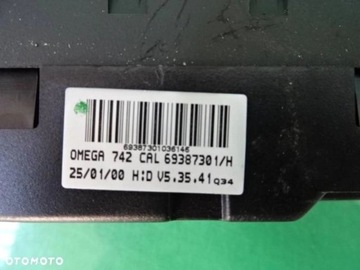 69387301036146
OMEGA 742 CAL 69387301/H
25/01/00 H:D V5.35.41 Q34
OTOMOTO